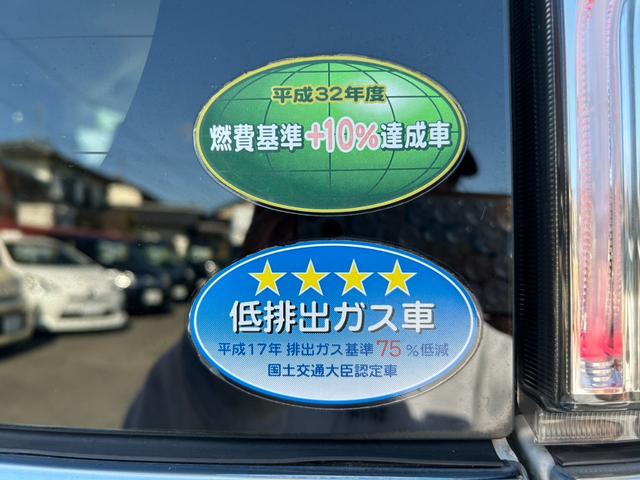 平成32年度
燃費基準+10%達成車
低排出ガス車
平成17年 排出ガス基準 75 %低減
国土交通大臣認定車